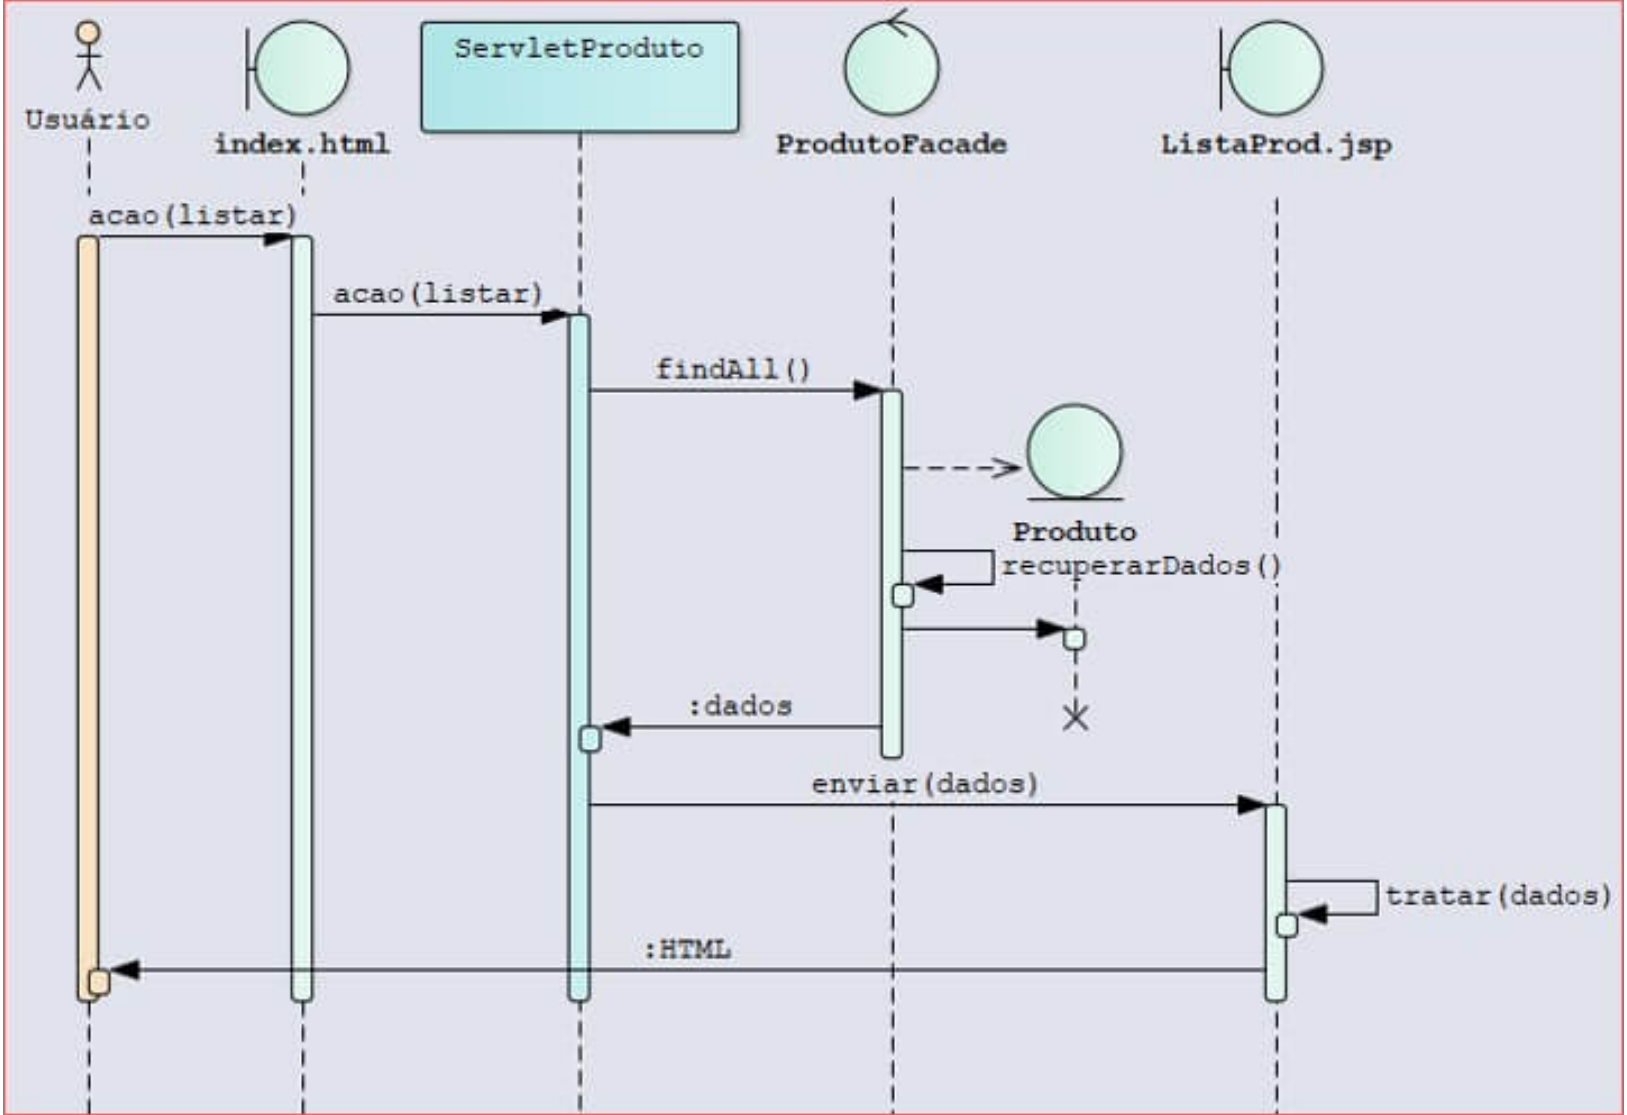 ServletProduto
Usuário
index.html
ProdutoFacade
ListaProd.jsp
acao(listar)
acao(listar)
findAll()
Produto
recuperarDados()
:dados
enviar(dados)
tratar(dados)
:HTML